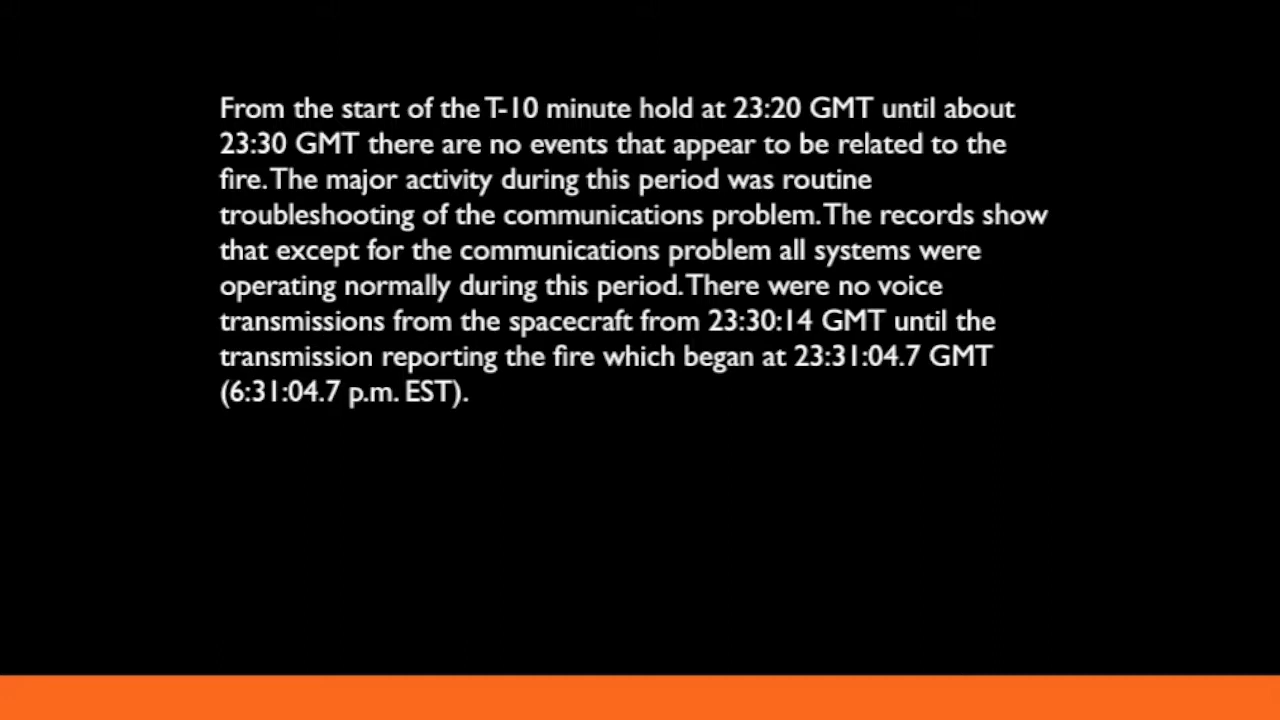 From the start of the T-10 minute hold at 23:20 GMT until about
23:30 GMT there are no events that appear to be related to the
fire. The major activity during this period was routine
troubleshooting of the communications problem. The records show
that except for the communications problem all systems were
operating normally during this period. There were no voice
transmissions from the spacecraft from 23:30:14 GMT until the
transmission reporting the fire which began at 23:31:04.7 GMT
(6:31:04.7 p.m. EST).